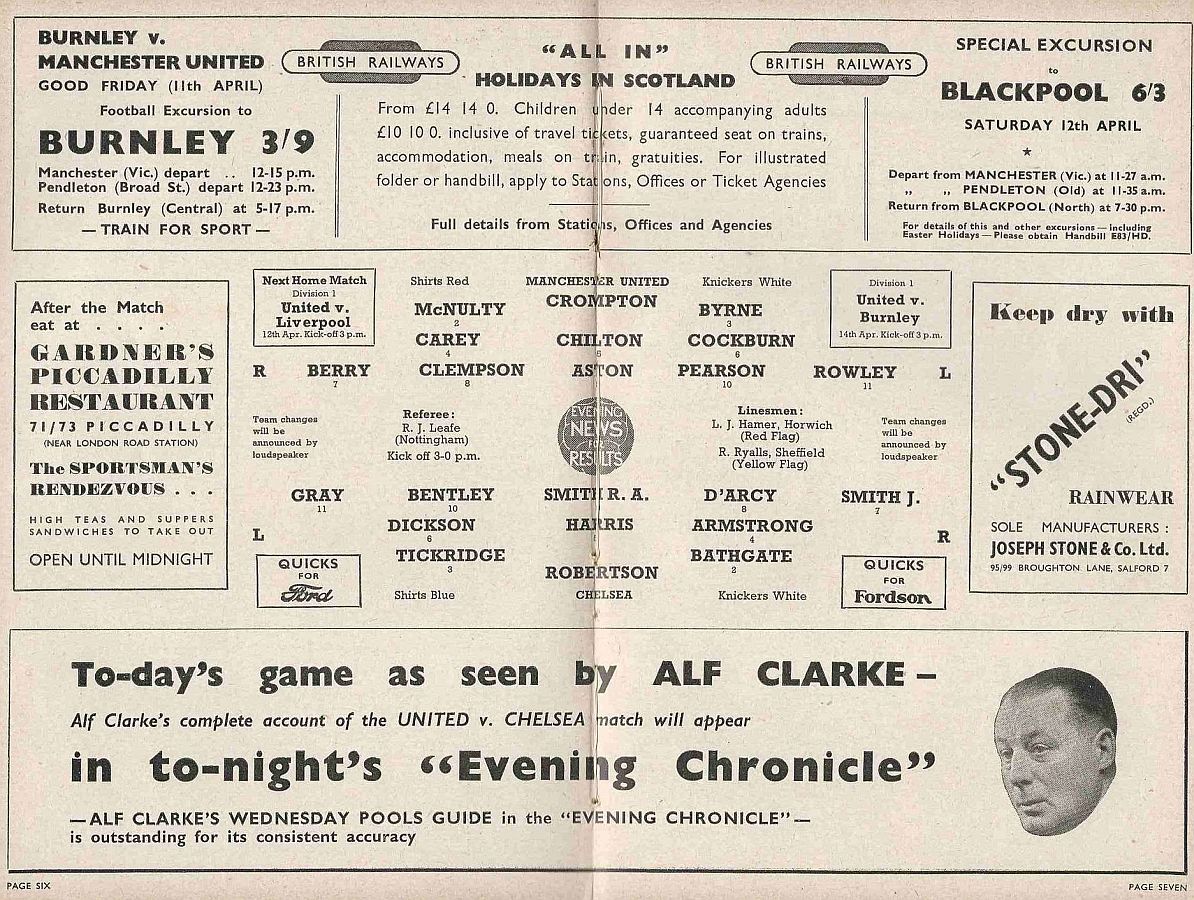 BURNLEY v.
MANCHESTER UNITED
GOOD FRIDAY (11th APRIL)
Football Excursion to
BURNLEY 3/9
Manchester (Vic.) depart .. 12-15 p.m.
Pendleton (Broad St.) depart 12-23 p.m.
Return Burnley (Central) at 5-17 p.m.
— TRAIN FOR SPORT —
BRITISH RAILWAYS
"ALL IN"
HOLIDAYS IN SCOTLAND
BRITISH RAILWAYS
From £14 14 0. Children under 14 accompanying adults
£10 10 0. inclusive of travel tickets, guaranteed seat on trains,
accommodation, meals on train, gratuities. For illustrated
folder or handbill, apply to Stations, Offices or Ticket Agencies
Full details from Stations, Offices and Agencies
SPECIAL EXCURSION
to
BLACKPOOL 6/3
SATURDAY 12th APRIL
Depart from MANCHESTER (Vic.) at 11-27 a.m.
,, ,, PENDLETON (Old) at 11-35 a.m.
Return from BLACKPOOL (North) at 7-30 p.m.
For details of this and other excursions — including
Easter Holidays — Please obtain Handbill E83/HD.
After the Match
eat at . . . .
GARDNER'S
PICCADILLY
RESTAURANT
71/73 PICCADILLY
(NEAR LONDON ROAD STATION)
The SPORTSMAN'S
RENDEZVOUS . . .
HIGH TEAS AND SUPPERS
SANDWICHES TO TAKE OUT
OPEN UNTIL MIDNIGHT
Next Home Match
Division 1
United v.
Liverpool
12th Apr. Kick-off 3 p.m.
Shirts Red
MANCHESTER UNITED
Knickers White
Division 1
United v.
Burnley
14th Apr. Kick-off 3 p.m.
CROMPTON
McNULTY
2
BYRNE
3
CAREY
4
CHILTON
5
COCKBURN
6
R
BERRY
7
CLEMPSON
8
ASTON
PEARSON
10
ROWLEY
11
L
Team changes
will be
announced by
loudspeaker
Referee:
R. J. Leafe
(Nottingham)
Kick off 3-0 p.m.
EVENING
NEWS
FOR
RESULTS
Linesmen:
L. J. Hamer, Horwich
(Red Flag)
R. Ryalls, Sheffield
(Yellow Flag)
Team changes
will be
announced by
loudspeaker
GRAY
11
BENTLEY
10
SMITH R. A.
D'ARCY
8
SMITH J.
7
L
DICKSON
6
HARRIS
ARMSTRONG
4
R
TICKRIDGE
3
BATHGATE
2
ROBERTSON
QUICKS
FOR
Ford
Shirts Blue
CHELSEA
Knickers White
QUICKS
FOR
Fordson
Keep dry with
"STONE-DRI"
(REGD.)
RAINWEAR
SOLE MANUFACTURERS :
JOSEPH STONE & Co. Ltd.
95/99 BROUGHTON LANE, SALFORD 7
To-day's game as seen by ALF CLARKE —
Alf Clarke's complete account of the UNITED v. CHELSEA match will appear
in to-night's "Evening Chronicle"
— ALF CLARKE'S WEDNESDAY POOLS GUIDE in the "EVENING CHRONICLE" —
is outstanding for its consistent accuracy
PAGE SIX
PAGE SEVEN